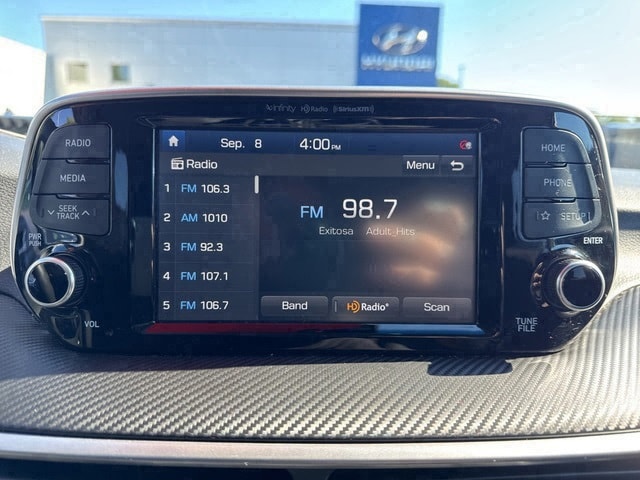 HYUNDAI
infinity HD Radio ((SiriusXM))
RADIO
MEDIA
SEEK
TRACK
PWR
PUSH
VOL
Sep. 8 4:00 PM
Radio Menu
1 FM 106.3
2 AM 1010
3 FM 92.3
4 FM 107.1
5 FM 106.7
FM 98.7
Exitosa Adult_Hits
Band HD Radio® Scan
HOME
PHONE
SETUP
ENTER
TUNE
FILE